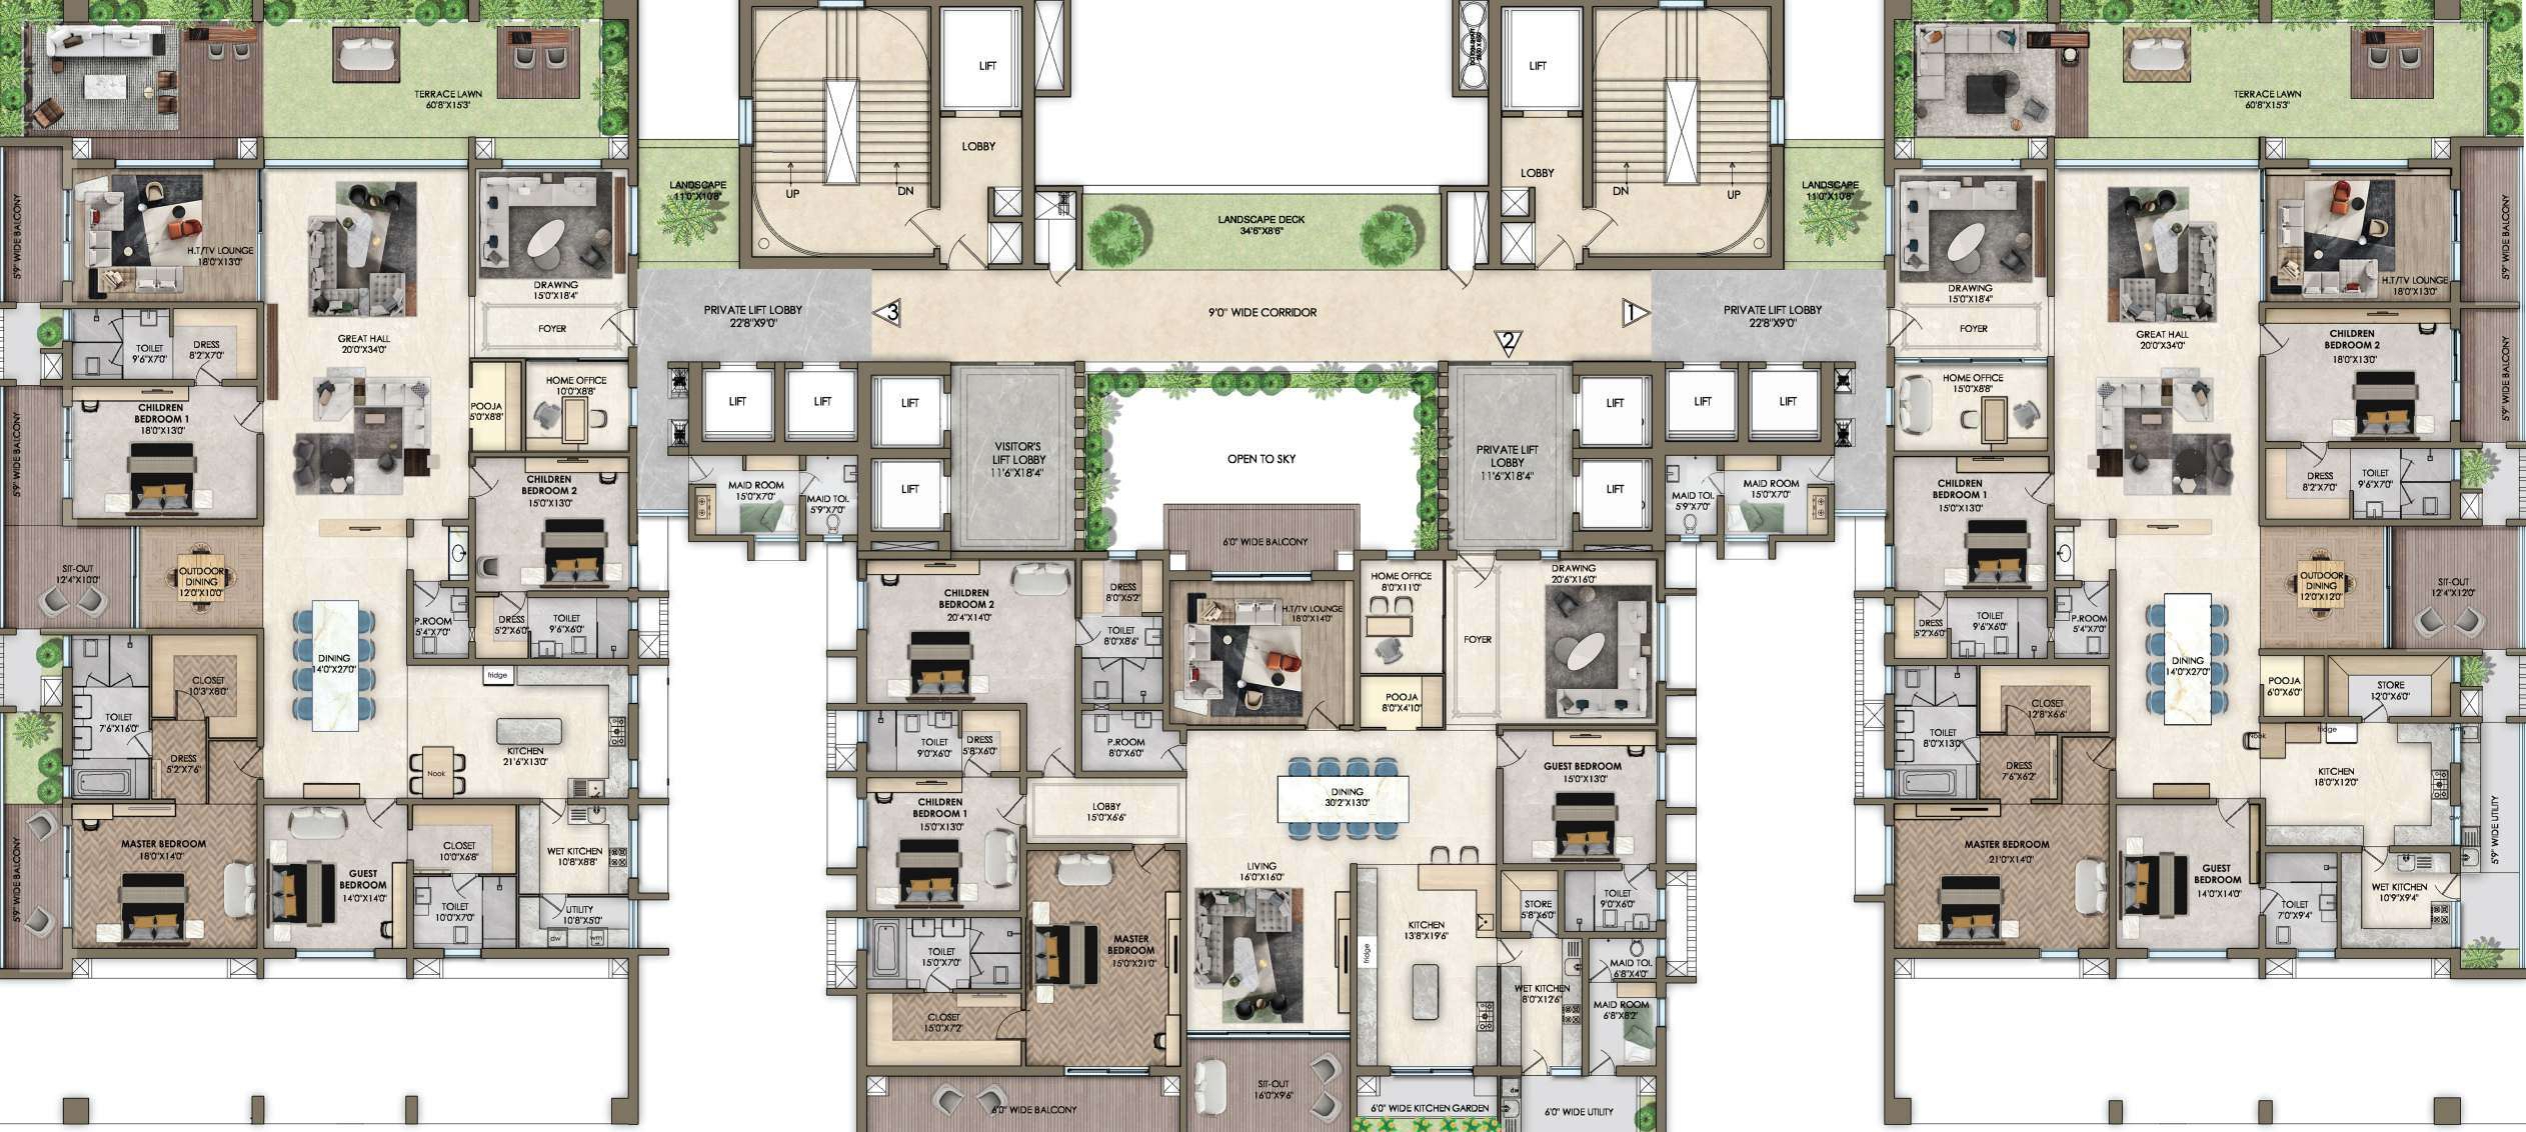 TERRACE LAWN
60'8"X15'3"
5'9" WIDE BALCONY
H.T/TV LOUNGE
18'0"X13'0"
DRAWING
15'0"X18'4"
FOYER
GREAT HALL
20'0"X34'0"
TOILET
9'6"X7'0"
DRESS
8'2"X7'0"
CHILDREN
BEDROOM 1
18'0"X13'0"
5'9" WIDE BALCONY
POOJA
5'0"X8'8"
HOME OFFICE
10'0"X8'8"
CHILDREN
BEDROOM 2
15'0"X13'0"
SIT-OUT
12'4"X10'0"
OUTDOOR
DINING
12'0"X10'0"
P.ROOM
5'4"X7'0"
DRESS
5'2"X6'0"
TOILET
9'6"X6'0"
DINING
14'0"X27'0"
CLOSET
10'3"X8'0"
TOILET
7'6"X16'0"
DRESS
5'2"X7'6"
fridge
KITCHEN
21'6"X13'0"
Nook
MASTER BEDROOM
18'0"X14'0"
5'9" WIDE BALCONY
GUEST
BEDROOM
14'0"X14'0"
CLOSET
10'0"X6'8"
TOILET
10'0"X7'0"
WET KITCHEN
10'8"X8'8"
UTILITY
10'8"X5'0"
dw
wm
LANDSCAPE
11'0"X10'8"
UP
DN
LIFT
LOBBY
LANDSCAPE DECK
34'6"X8'6"
LIFT
LOBBY
DN
UP
LANDSCAPE
11'0"X10'8"
PRIVATE LIFT LOBBY
22'8"X9'0"
3
9'0" WIDE CORRIDOR
1
2
PRIVATE LIFT LOBBY
22'8"X9'0"
LIFT
LIFT
LIFT
LIFT
VISITOR'S
LIFT LOBBY
11'6"X18'4"
OPEN TO SKY
PRIVATE LIFT
LOBBY
11'6"X18'4"
LIFT
LIFT
LIFT
LIFT
MAID ROOM
15'0"X7'0"
MAID TOI.
5'9"X7'0"
MAID TOI.
5'9"X7'0"
MAID ROOM
15'0"X7'0"
6'0" WIDE BALCONY
CHILDREN
BEDROOM 2
20'4"X14'0"
DRESS
8'0"X5'2"
TOILET
8'0"X8'6"
H.T/TV LOUNGE
18'0"X14'0"
HOME OFFICE
8'0"X11'0"
FOYER
DRAWING
20'6"X16'0"
POOJA
8'0"X4'10"
TOILET
9'0"X6'0"
DRESS
5'8"X6'0"
P.ROOM
8'0"X6'0"
CHILDREN
BEDROOM 1
15'0"X13'0"
LOBBY
15'0"X6'6"
DINING
30'2"X13'0"
GUEST BEDROOM
15'0"X13'0"
LIVING
16'0"X16'0"
MASTER
BEDROOM
15'0"X21'0"
TOILET
15'0"X7'0"
CLOSET
15'0"X7'2"
KITCHEN
13'8"X19'6"
fridge
STORE
5'8"X6'0"
TOILET
9'0"X6'0"
MAID TOI.
6'8"X4'0"
WET KITCHEN
8'0"X12'6"
MAID ROOM
6'8"X8'2"
6'0" WIDE BALCONY
SIT-OUT
16'0"X9'6"
6'0" WIDE KITCHEN GARDEN
6'0" WIDE UTILITY
TERRACE LAWN
60'8"X15'3"
DRAWING
15'0"X18'4"
FOYER
GREAT HALL
20'0"X34'0"
H.T/TV LOUNGE
18'0"X13'0"
5'9" WIDE BALCONY
HOME OFFICE
15'0"X8'8"
CHILDREN
BEDROOM 2
18'0"X13'0"
5'9" WIDE BALCONY
CHILDREN
BEDROOM 1
15'0"X13'0"
DRESS
8'2"X7'0"
TOILET
9'6"X7'0"
OUTDOOR
DINING
12'0"X12'0"
SIT-OUT
12'4"X12'0"
DRESS
5'2"X6'0"
TOILET
9'6"X6'0"
P.ROOM
5'4"X7'0"
DINING
14'0"X27'0"
POOJA
6'0"X6'0"
STORE
12'0"X6'0"
CLOSET
12'8"X6'6"
TOILET
8'0"X13'0"
DRESS
7'6"X6'2"
Nook
fridge
wm
KITCHEN
18'0"X12'0"
dw
5'9" WIDE UTILITY
MASTER BEDROOM
21'0"X14'0"
GUEST
BEDROOM
14'0"X14'0"
TOILET
7'0"X9'4"
WET KITCHEN
10'9"X9'4"